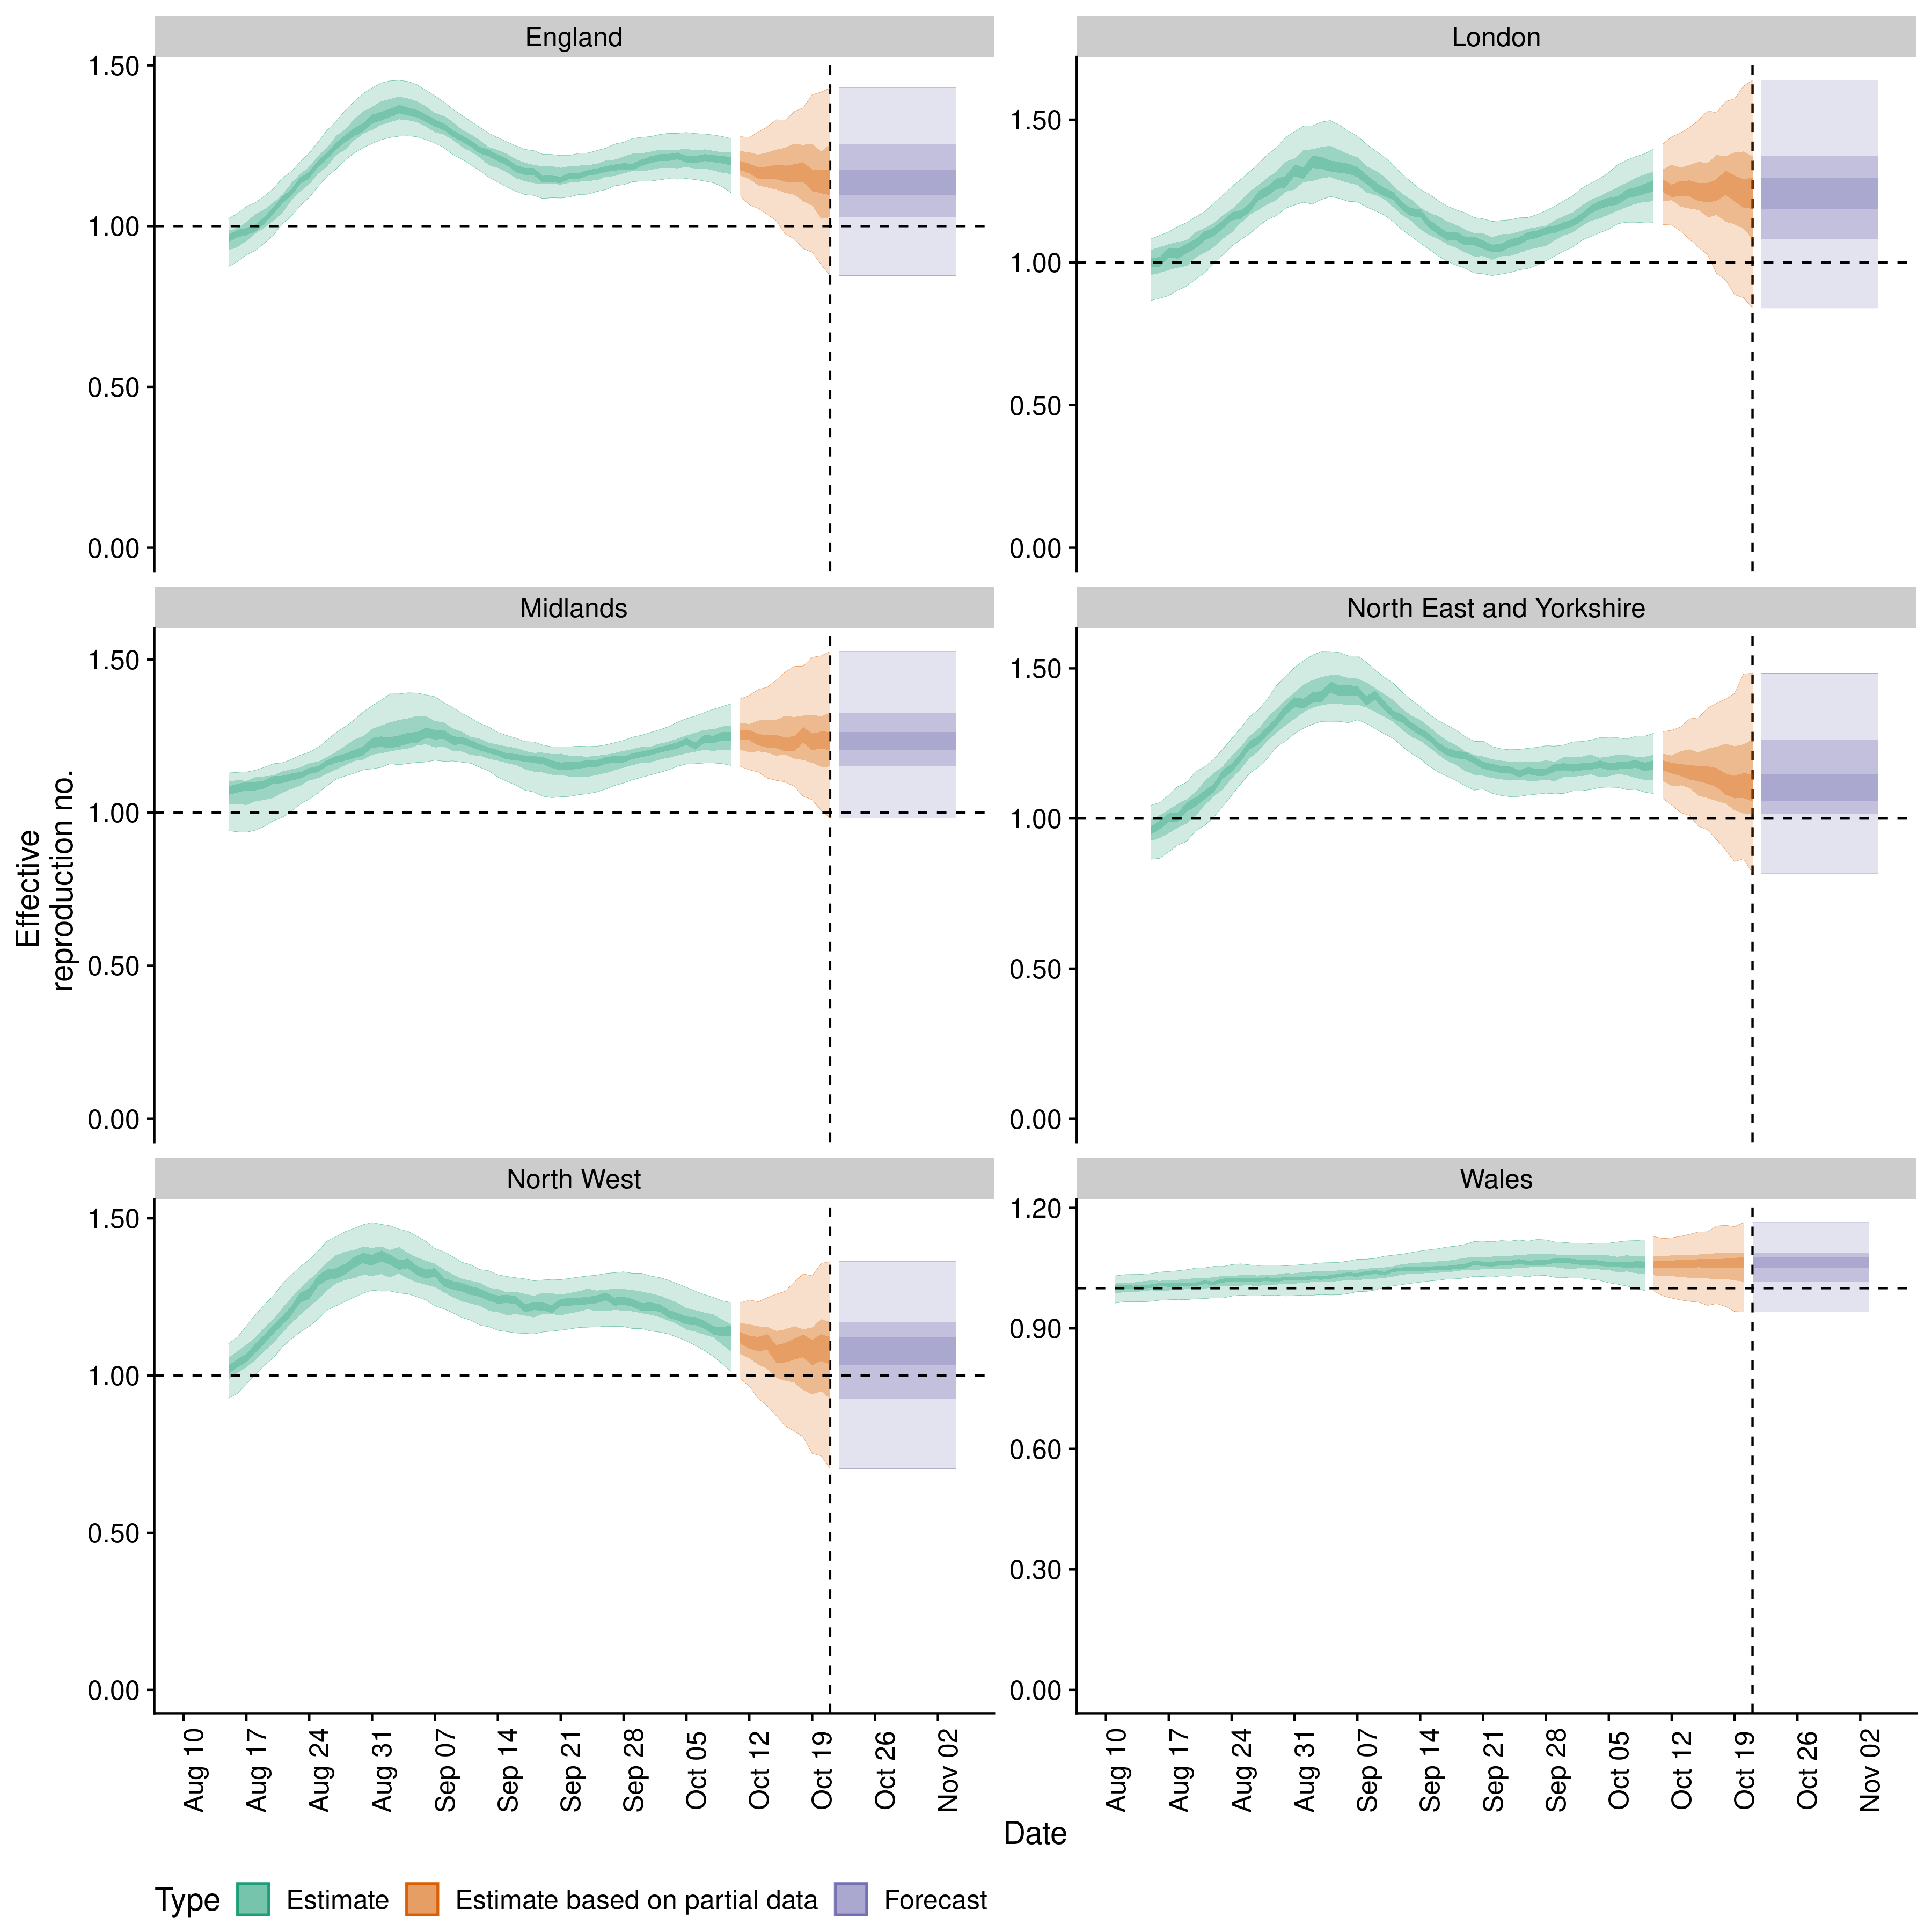 England
London
1.50
1.00
0.50
0.00
1.50
1.00
0.50
0.00
Midlands
North East and Yorkshire
1.50
1.00
0.50
0.00
1.50
1.00
0.50
0.00
Effective
reproduction no.
North West
Wales
1.50
1.00
0.50
0.00
1.20
0.90
0.60
0.30
0.00
Aug 10
Aug 17
Aug 24
Aug 31
Sep 07
Sep 14
Sep 21
Sep 28
Oct 05
Oct 12
Oct 19
Oct 26
Nov 02
Aug 10
Aug 17
Aug 24
Aug 31
Sep 07
Sep 14
Sep 21
Sep 28
Oct 05
Oct 12
Oct 19
Oct 26
Nov 02
Date
Type Estimate Estimate based on partial data Forecast